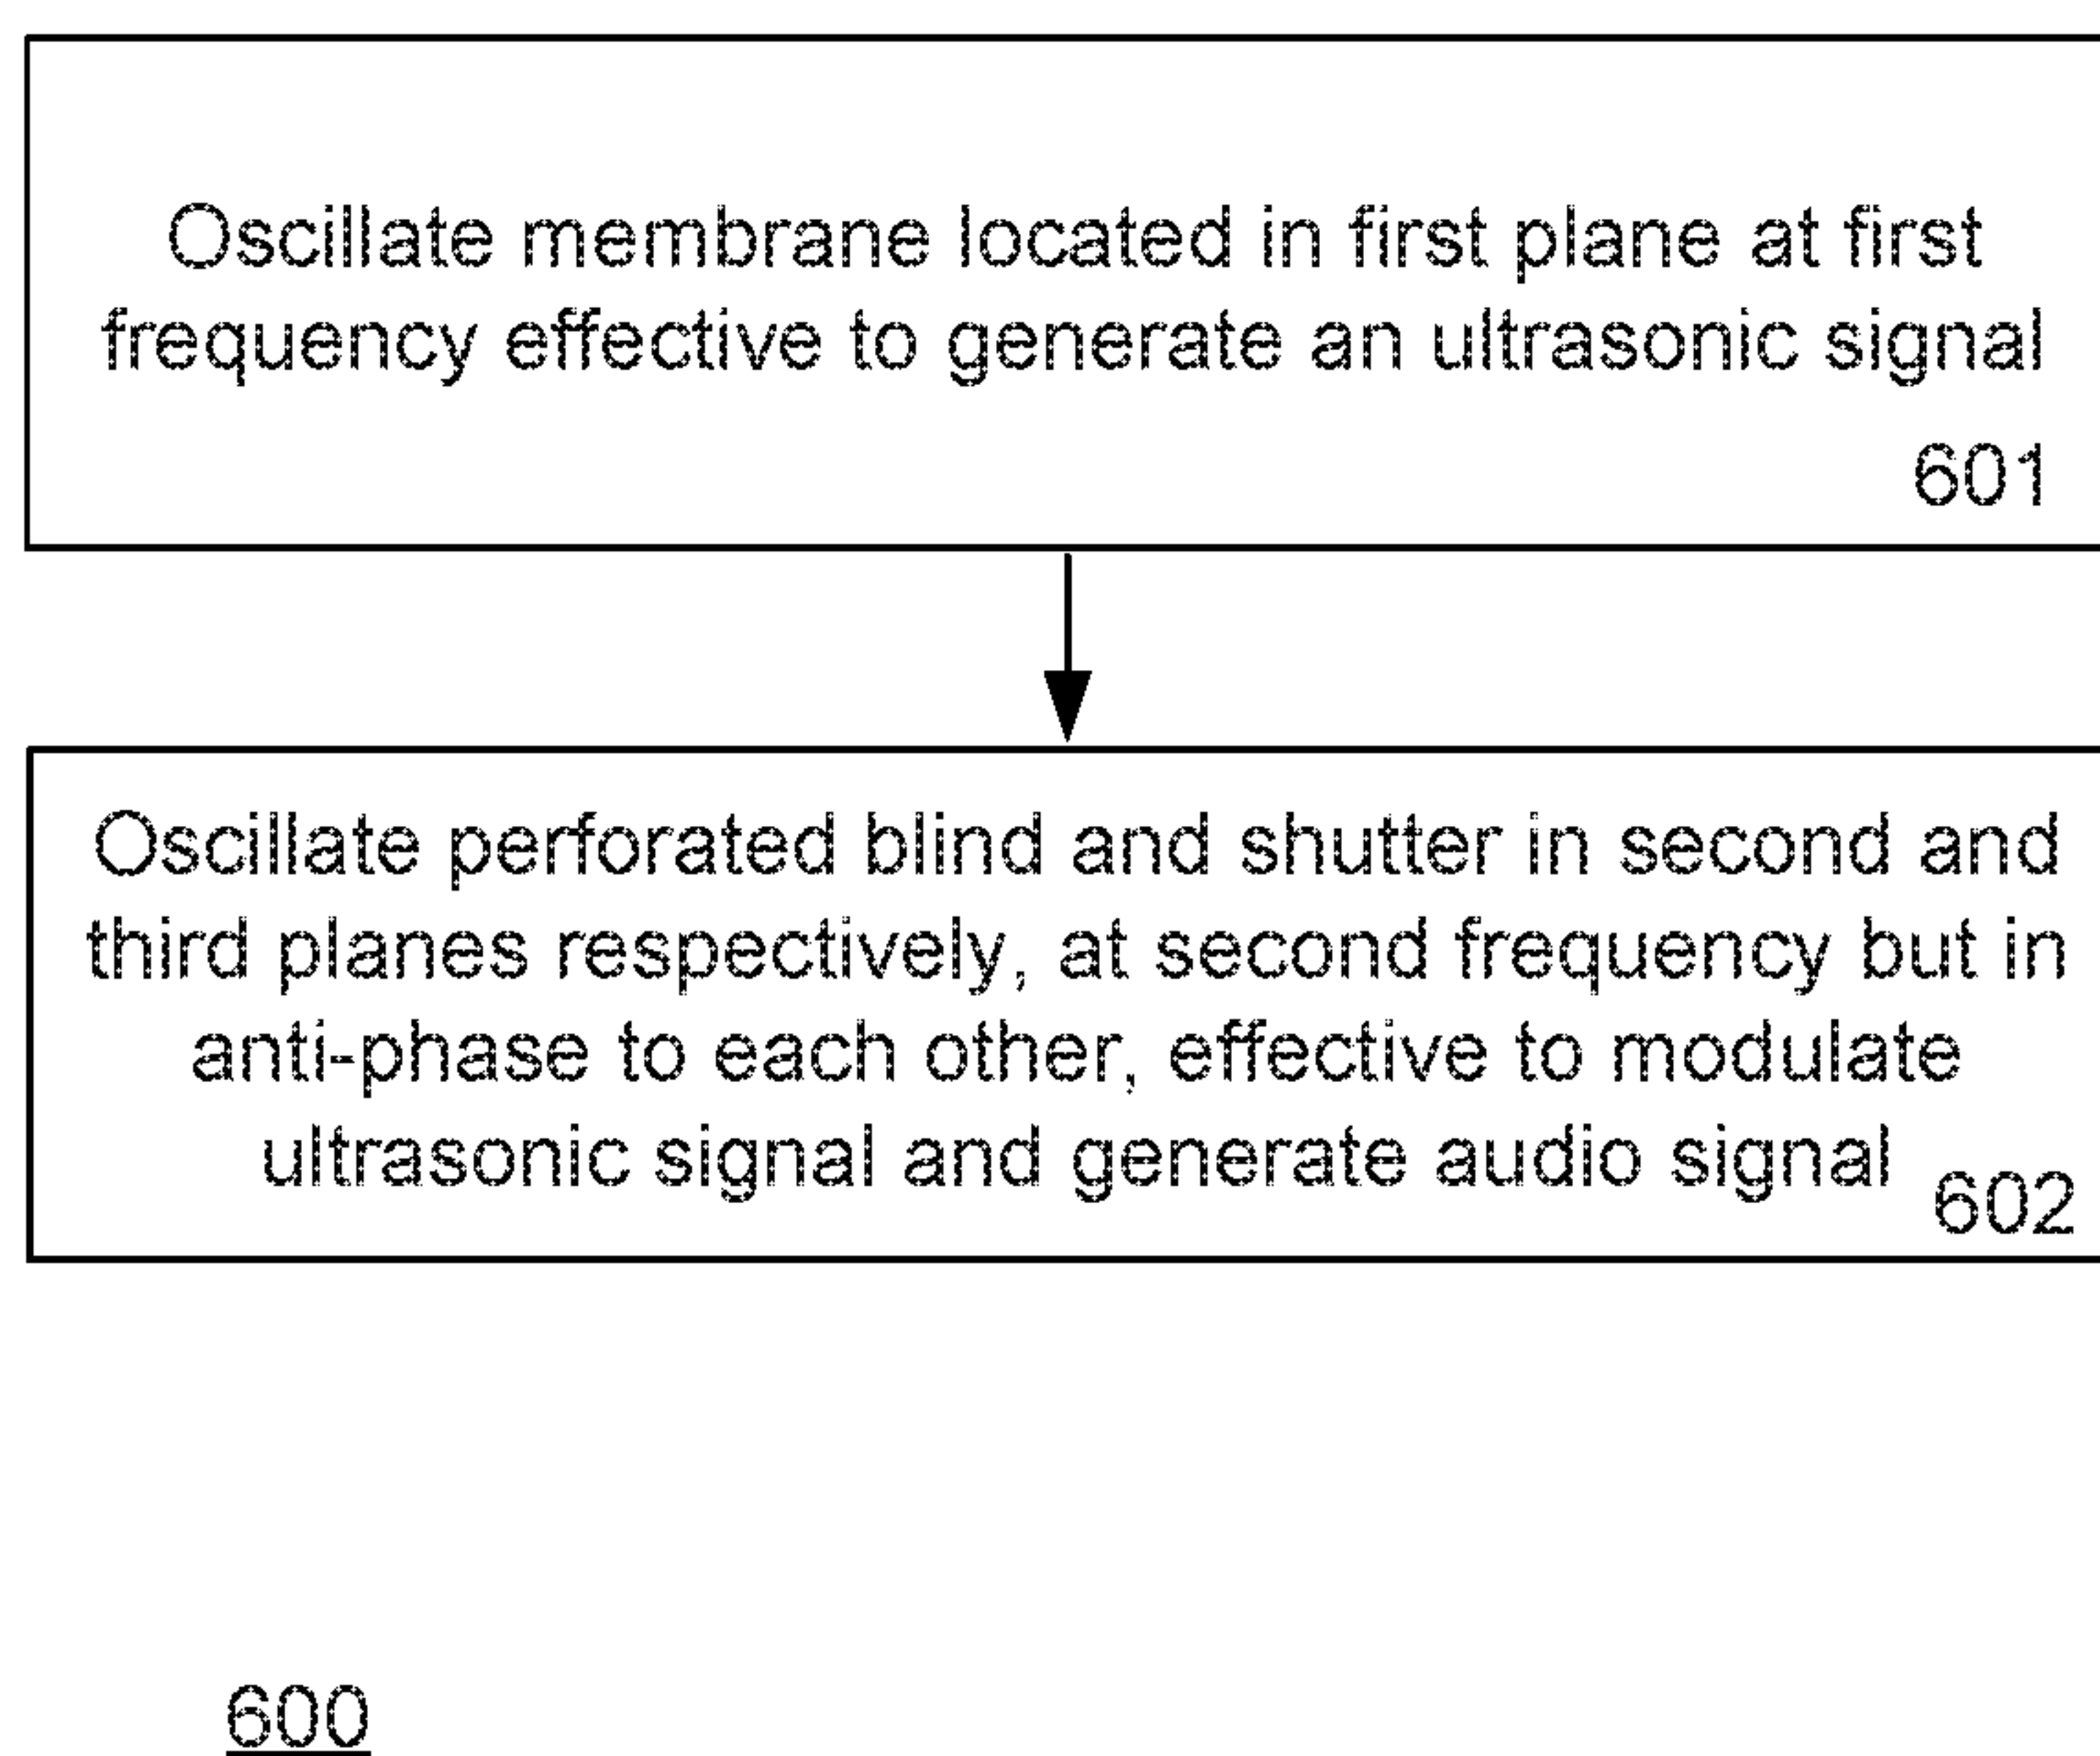 Oscillate membrane located in first plane at first
frequency effective to generate an ultrasonic signal
601
Oscillate perforated blind and shutter in second and
third planes respectively, at second frequency but in
anti-phase to each other, effective to modulate
ultrasonic signal and generate audio signal
602
600